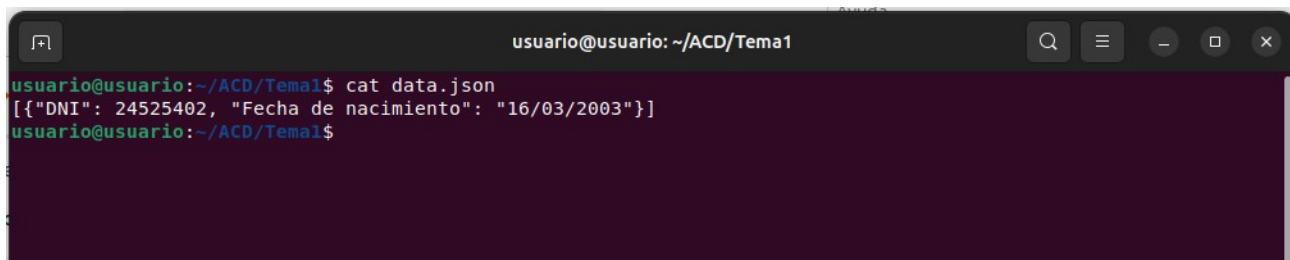 usuario@usuario: ~/ACD/Tema1
usuario@usuario:~/ACD/Tema1$ cat data.json
[{"DNI": 24525402, "Fecha de nacimiento": "16/03/2003"}]
usuario@usuario:~/ACD/Tema1$